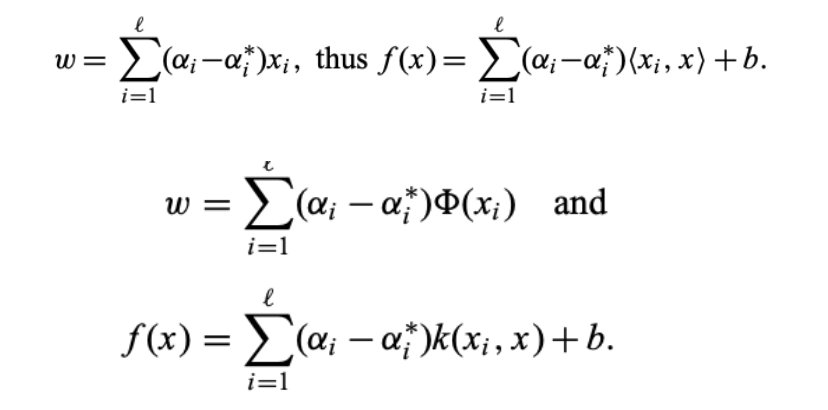 w = ∑_{i=1}^{ℓ} (α_i − α_i^*) x_i, thus f(x) = ∑_{i=1}^{ℓ} (α_i − α_i^*)⟨x_i, x⟩ + b.
w = ∑_{i=1}^{ℓ} (α_i − α_i^*)Φ(x_i) and
f(x) = ∑_{i=1}^{ℓ} (α_i − α_i^*)k(x_i, x) + b.